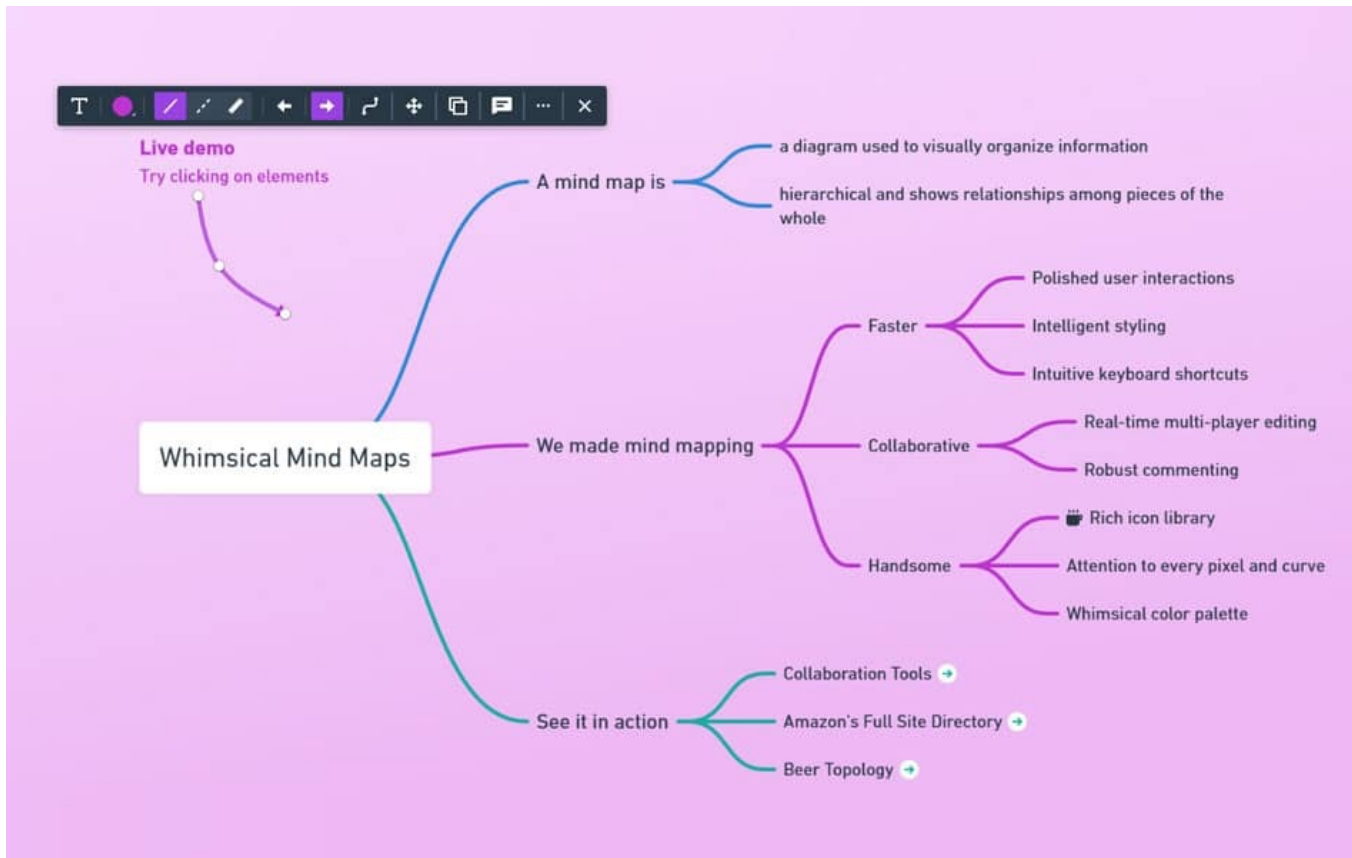 T
Live demo
Try clicking on elements
Whimsical Mind Maps
A mind map is
a diagram used to visually organize information
hierarchical and shows relationships among pieces of the
whole
We made mind mapping
Faster
Polished user interactions
Intelligent styling
Intuitive keyboard shortcuts
Collaborative
Real-time multi-player editing
Robust commenting
Handsome
Rich icon library
Attention to every pixel and curve
Whimsical color palette
See it in action
Collaboration Tools
Amazon's Full Site Directory
Beer Topology